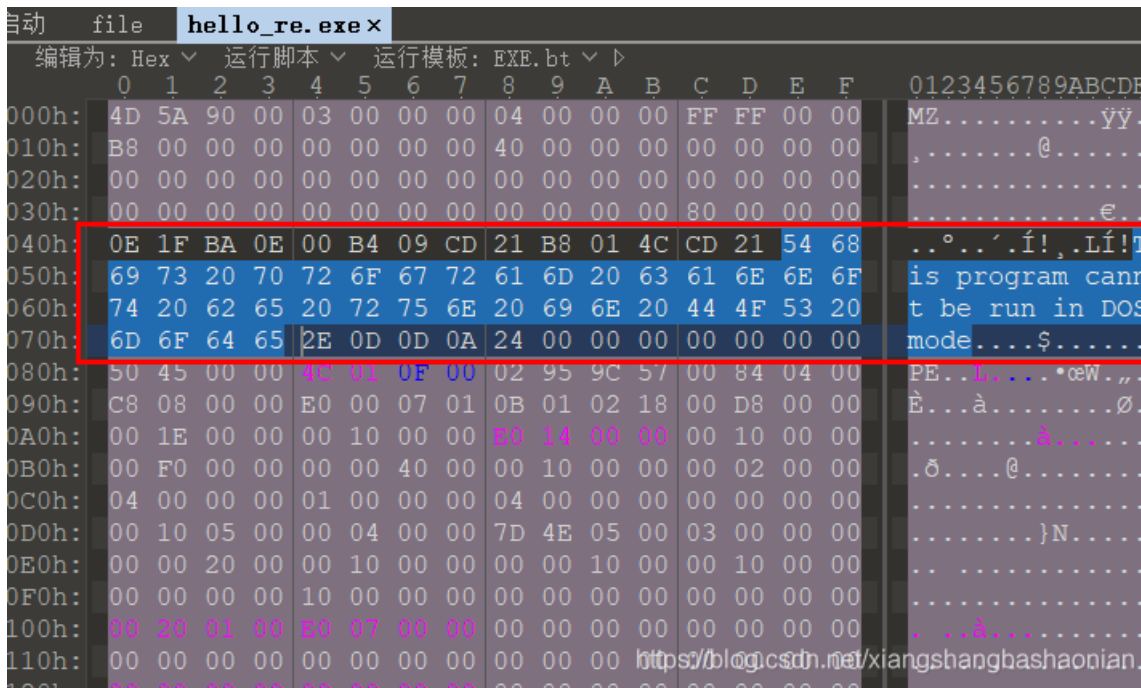 启动 file hello_re.exe ×
编辑为: Hex 运行脚本 运行模板: EXE.bt
0 1 2 3 4 5 6 7 8 9 A B C D E F 0123456789ABCDE
000h: 4D 5A 90 00 03 00 00 00 04 00 00 00 FF FF 00 00 MZ..........ÿÿ.
010h: B8 00 00 00 00 00 00 00 40 00 00 00 00 00 00 00 ¸.......@......
020h: 00 00 00 00 00 00 00 00 00 00 00 00 00 00 00 00 ...............
030h: 00 00 00 00 00 00 00 00 00 00 00 00 80 00 00 00 ............€..
040h: 0E 1F BA 0E 00 B4 09 CD 21 B8 01 4C CD 21 54 68 ..º..´.Í!¸.LÍ!T
050h: 69 73 20 70 72 6F 67 72 61 6D 20 63 61 6E 6E 6F is program cann
060h: 74 20 62 65 20 72 75 6E 20 69 6E 20 44 4F 53 20 t be run in DOS
070h: 6D 6F 64 65 2E 0D 0D 0A 24 00 00 00 00 00 00 00 mode....$......
080h: 50 45 00 00 4C 01 0F 00 02 95 9C 57 00 84 04 00 PE..L....•œW.„.
090h: C8 08 00 00 E0 00 07 01 0B 01 02 18 00 D8 00 00 È...à........Ø.
0A0h: 00 1E 00 00 00 10 00 00 E0 14 00 00 00 10 00 00 ........à......
0B0h: 00 F0 00 00 00 00 40 00 00 10 00 00 00 02 00 00 .ð....@........
0C0h: 04 00 00 00 01 00 00 00 04 00 00 00 00 00 00 00 ...............
0D0h: 00 10 05 00 00 04 00 00 7D 4E 05 00 03 00 00 00 ........}N.....
0E0h: 00 00 20 00 00 10 00 00 00 00 10 00 00 10 00 00 .. ............
0F0h: 00 00 00 00 10 00 00 00 00 00 00 00 00 00 00 00 ...............
100h: 00 20 01 00 E0 07 00 00 00 00 00 00 00 00 00 00 . ..à..........
110h: 00 00 00 00 00 00 00 00 00 00 00
https://blog.csdn.net/xiangshangbashaonian